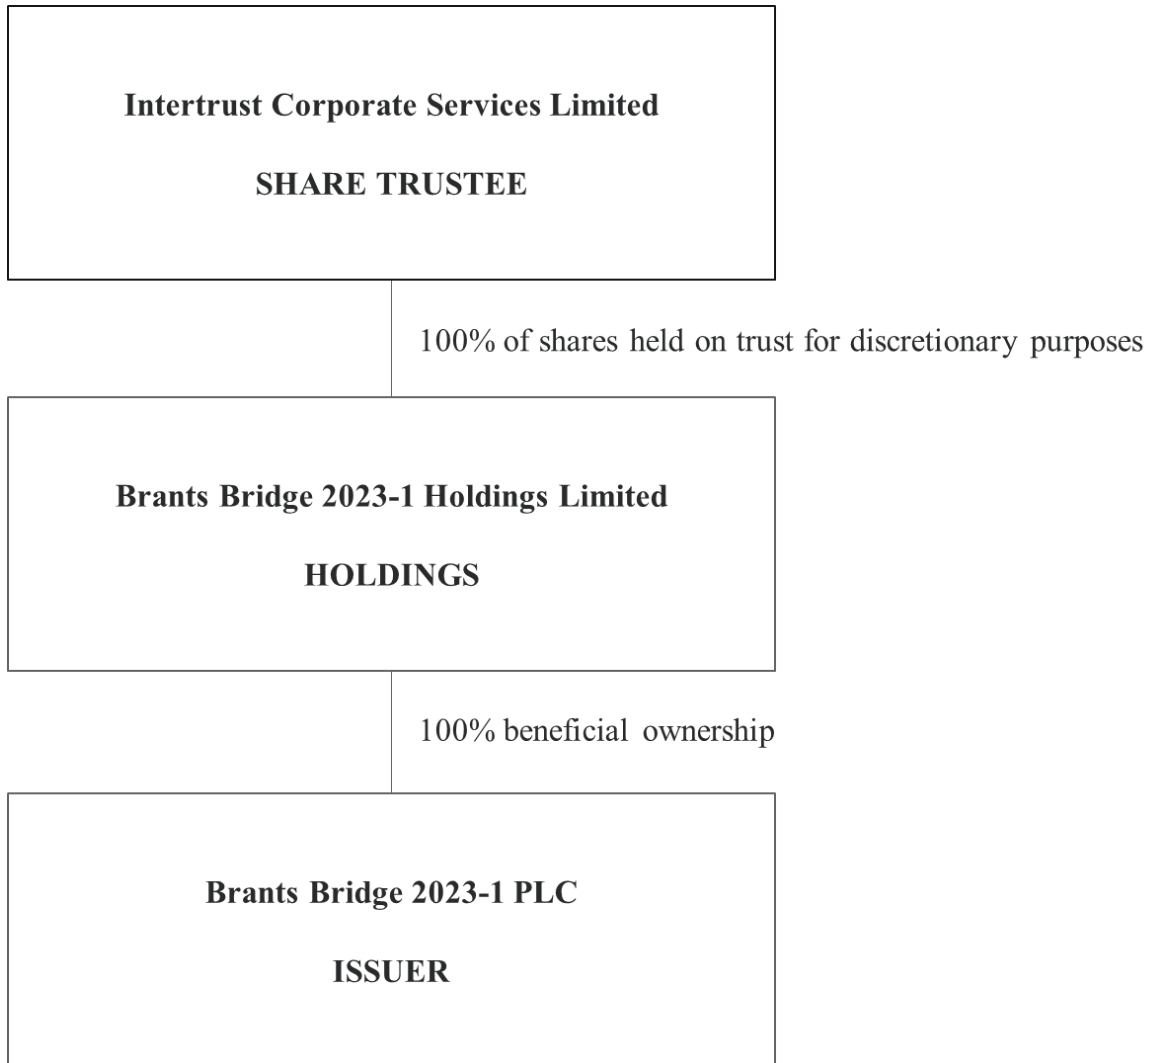 Intertrust Corporate Services Limited
SHARE TRUSTEE
100% of shares held on trust for discretionary purposes
Brants Bridge 2023-1 Holdings Limited
HOLDINGS
100% beneficial ownership
Brants Bridge 2023-1 PLC
ISSUER